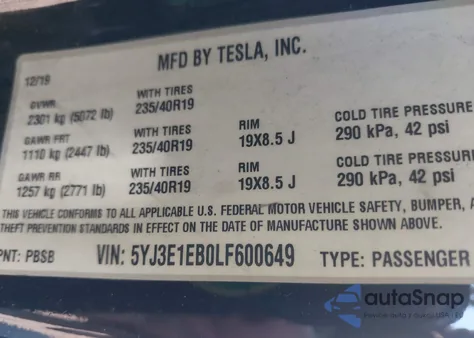 MFD BY TESLA, INC.
12/19
GVWR
2301 kg (5072 lb)
WITH TIRES
235/40R19
GAWR FRT
1110 kg (2447 lb)
WITH TIRES
235/40R19
RIM
19X8.5 J
COLD TIRE PRESSURE
290 kPa, 42 psi
GAWR RR
1257 kg (2771 lb)
WITH TIRES
235/40R19
RIM
19X8.5 J
COLD TIRE PRESSURE
290 kPa, 42 psi
THIS VEHICLE CONFORMS TO ALL APPLICABLE U.S. FEDERAL MOTOR VEHICLE SAFETY, BUMPER, A
THEFT PREVENTION STANDARDS IN EFFECT ON THE DATE OF MANUFACTURE SHOWN ABOVE.
PNT: PBSB VIN: 5YJ3E1EB0LF600649 TYPE: PASSENGER
autoSnap